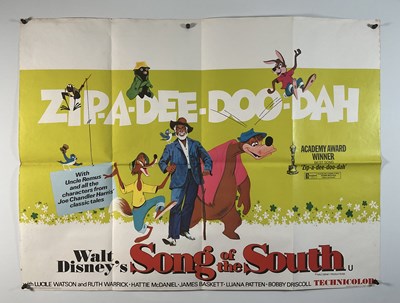 ZIP-A-DEE-DOO-DAH
ACADEMY AWARD
WINNER
"Zip-a-dee-doo-dah"
With
Uncle Remus
and all the
characters from
Joe Chandler Harris'
classic tales
Walt
Disney's
Song of the South
U
with LUCILE WATSON and RUTH WARRICK · HATTIE McDANIEL · JAMES BASKETT · LUANA PATTEN · BOBBY DRISCOLL
TECHNICOLOR